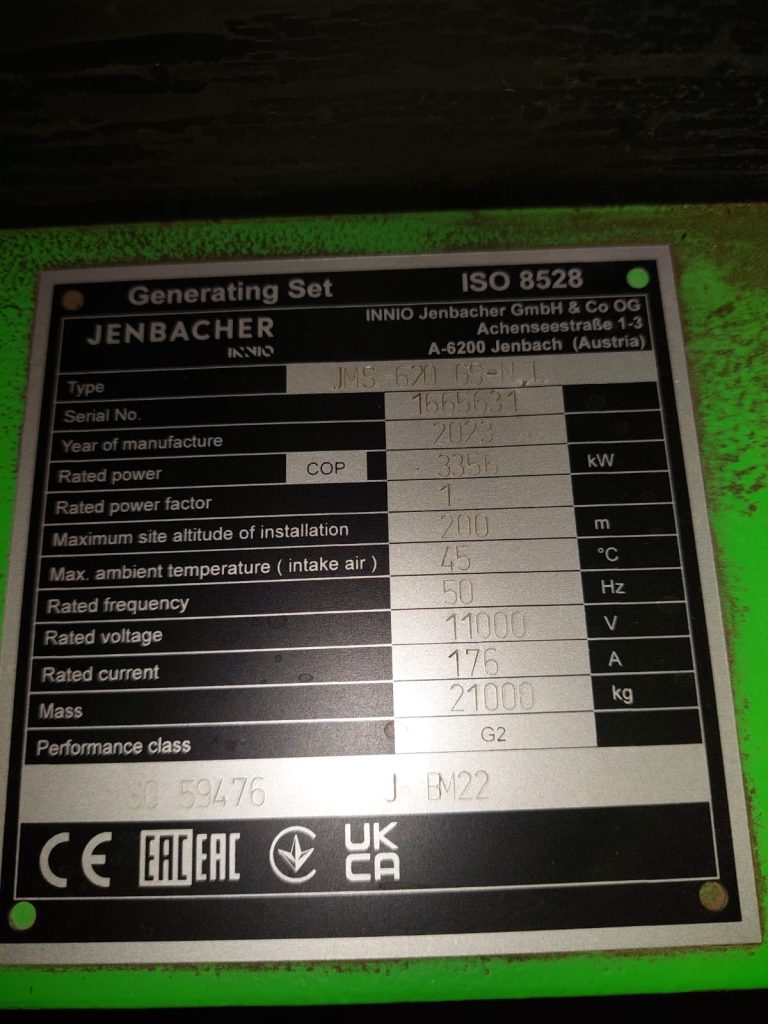 Generating Set ISO 8528
JENBACHER
INNIO
INNIO Jenbacher GmbH & Co OG
Achenseestraße 1-3
A-6200 Jenbach (Austria)
Type JMS 620 GS-N.L
Serial No. 1665631
Year of manufacture 2023
Rated power COP 3356 kW
Rated power factor 1
Maximum site altitude of installation 200 m
Max. ambient temperature ( intake air ) 45 °C
Rated frequency 50 Hz
Rated voltage 11000 V
Rated current 176 A
Mass 21000 kg
Performance class G2
59476 J BM22
CE EAC EAC UK
CA